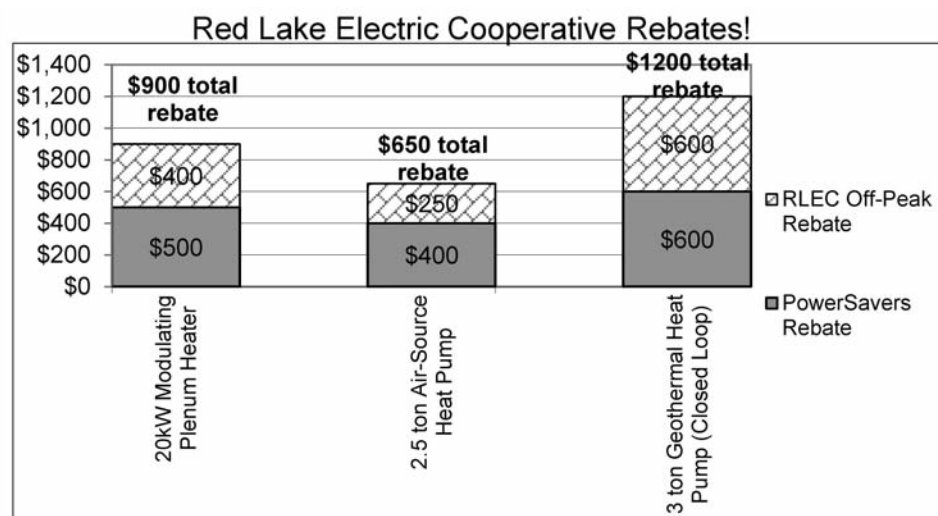 Red Lake Electric Cooperative Rebates!
$1,400
$1,200
$1,000
$800
$600
$400
$200
$0
$900 total
rebate
$400
$500
$650 total
rebate
$250
$400
$1200 total
rebate
$600
$600
20kW Modulating
Plenum Heater
2.5 ton Air-Source
Heat Pump
3 ton Geothermal Heat
Pump (Closed Loop)
RLEC Off-Peak
Rebate
PowerSavers
Rebate